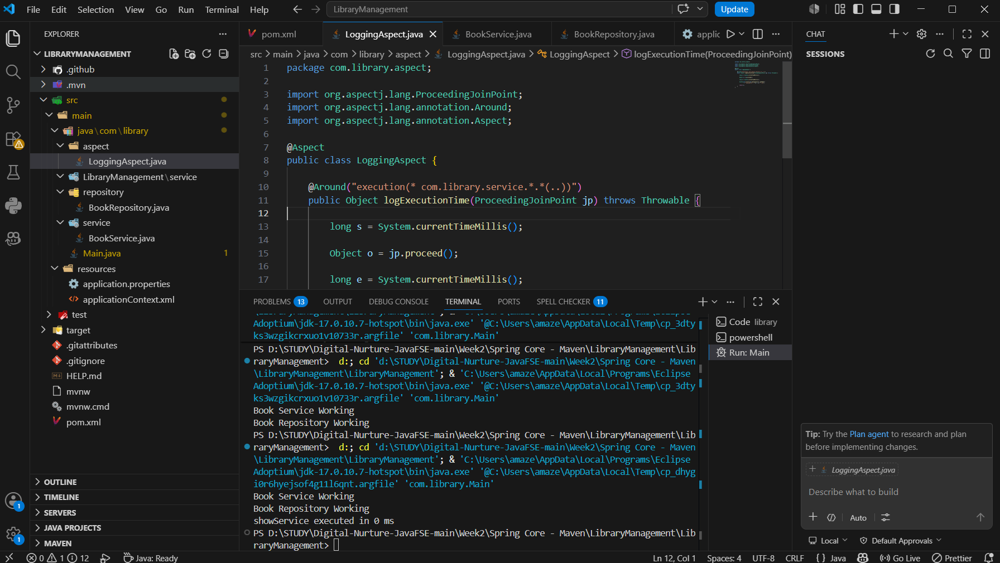 File Edit Selection View Go Run Terminal Help
LibraryManagement
Update
EXPLORER
LIBRARYMANAGEMENT
.github
.mvn
src
main
java\com\library
aspect
LoggingAspect.java
LibraryManagement\service
repository
BookRepository.java
service
BookService.java
Main.java 1
resources
application.properties
applicationContext.xml
test
target
.gitattributes
.gitignore
HELP.md
mvnw
mvnw.cmd
pom.xml
OUTLINE
TIMELINE
SERVERS
JAVA PROJECTS
MAVEN
1
1
pom.xml LoggingAspect.java BookService.java BookRepository.java applic
src > main > java > com > library > aspect > LoggingAspect.java > LoggingAspect > logExecutionTime(ProceedingJoinPoint)
1 package com.library.aspect;
2
3 import org.aspectj.lang.ProceedingJoinPoint;
4 import org.aspectj.lang.annotation.Around;
5 import org.aspectj.lang.annotation.Aspect;
6
7 @Aspect
8 public class LoggingAspect {
9
10 @Around("execution(* com.library.service.*.*(..))")
11 public Object logExecutionTime(ProceedingJoinPoint jp) throws Throwable {
12
13 long s = System.currentTimeMillis();
14
15 Object o = jp.proceed();
16
17 long e = System.currentTimeMillis();
PROBLEMS 13 OUTPUT DEBUG CONSOLE TERMINAL PORTS SPELL CHECKER 11
Adoptium\jdk-17.0.10.7-hotspot\bin\java.exe' '@C:\Users\amaze\AppData\Local\Temp\cp_3dty
ks3wzgikcrxuo1v10733r.argfile' 'com.library.Main'
PS D:\STUDY\Digital-Nurture-JavaFSE-main\Week2\Spring Core - Maven\LibraryManagement\Lib
raryManagement> d:; cd 'd:\STUDY\Digital-Nurture-JavaFSE-main\Week2\Spring Core - Maven
\LibraryManagement\LibraryManagement'; & 'C:\Users\amaze\AppData\Local\Programs\Eclipse
Adoptium\jdk-17.0.10.7-hotspot\bin\java.exe' '@C:\Users\amaze\AppData\Local\Temp\cp_3dty
ks3wzgikcrxuo1v10733r.argfile' 'com.library.Main'
Book Service Working
Book Repository Working
PS D:\STUDY\Digital-Nurture-JavaFSE-main\Week2\Spring Core - Maven\LibraryManagement\Lib
raryManagement> d:; cd 'd:\STUDY\Digital-Nurture-JavaFSE-main\Week2\Spring Core - Maven
\LibraryManagement\LibraryManagement'; & 'C:\Users\amaze\AppData\Local\Programs\Eclipse
Adoptium\jdk-17.0.10.7-hotspot\bin\java.exe' '@C:\Users\amaze\AppData\Local\Temp\cp_dhyg
i0r6hyejsof4g11l6qnt.argfile' 'com.library.Main'
Book Service Working
Book Repository Working
showService executed in 0 ms
PS D:\STUDY\Digital-Nurture-JavaFSE-main\Week2\Spring Core - Maven\LibraryManagement\Lib
raryManagement>
Code library
powershell
Run: Main
CHAT
SESSIONS
Tip: Try the Plan agent to research and plan
before implementing changes.
LoggingAspect.java
Describe what to build
Auto
Local Default Approvals
0 1 12 Java: Ready
Ln 12, Col 1 Spaces: 4 UTF-8 CRLF {} Java Go Live Prettier